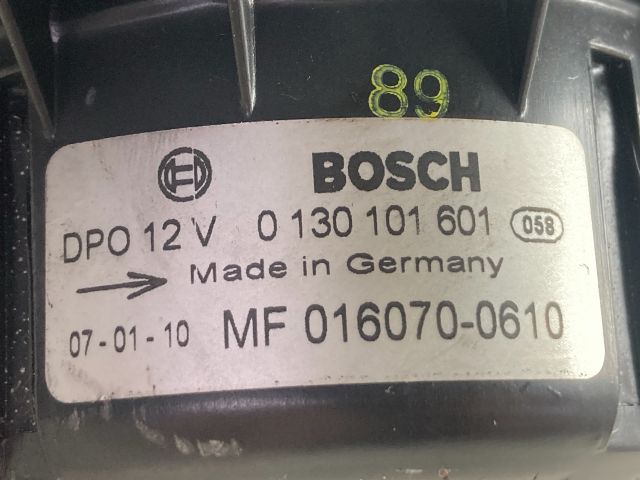 89
BOSCH
DPO 12 V 0 130 101 601 058
Made in Germany
07-01-10 MF 016070-0610